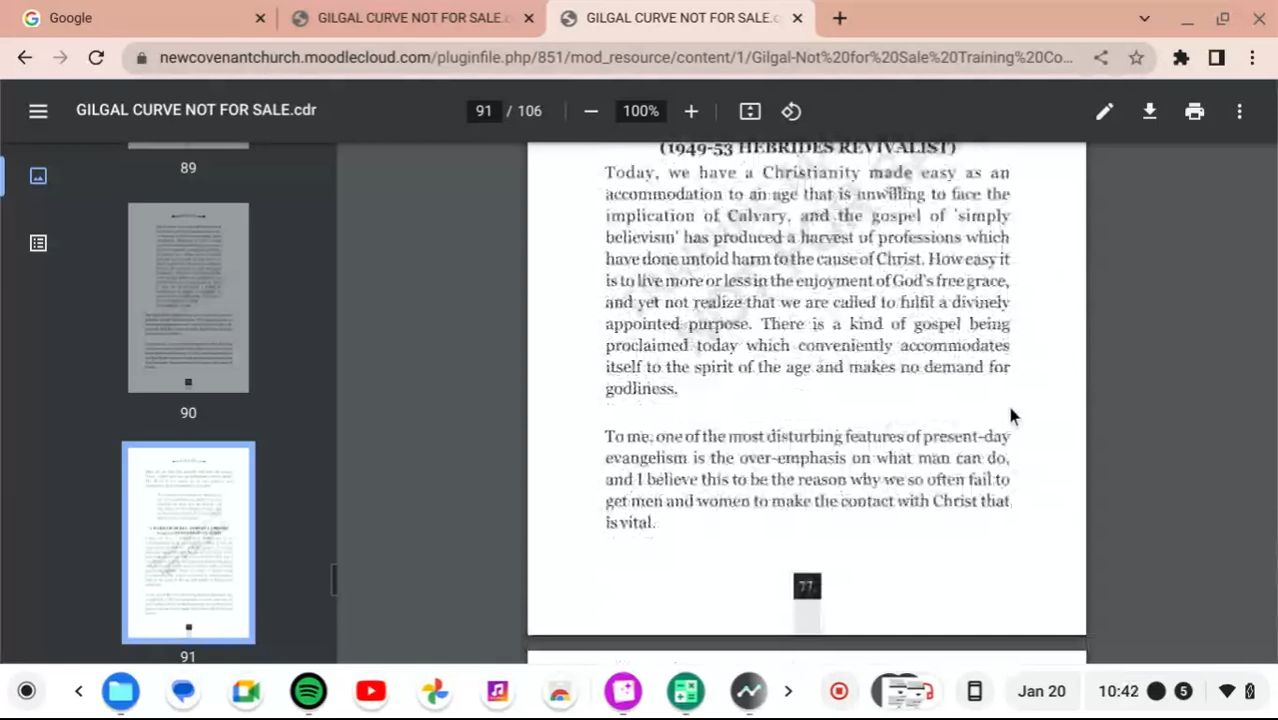 Google
GILGAL CURVE NOT FOR SALE.c
GILGAL CURVE NOT FOR SALE.c
newcovenantchurch.moodlecloud.com/pluginfile.php/851/mod_resource/content/1/Gilgal-Not%20for%20Sale%20Training%20Co...
GILGAL CURVE NOT FOR SALE.cdr
91 / 106
100%
89
90
91
(1949-53 HEBRIDES REVIVALIST)
Today, we have a Christianity made easy as an
accommodation to an age that is unwilling to face the
implication of Calvary, and the gospel of 'simply
believism' has produced a harvest of professions which
have done untold harm to the cause of Christ. How easy it
is to live more or less in the enjoyment of God's free grace,
and yet not realize that we are called to fulfil a divinely
appointed purpose. There is a kind of gospel being
proclaimed today which conveniently accommodates
itself to the spirit of the age and makes no demand for
godliness.
To me, one of the most disturbing features of present-day
evangelism is the over-emphasis on what man can do,
and I believe this to be the reason why we so often fail to
get men and women to make the contact with Christ that
is vital.
77
Jan 20
10:42
5